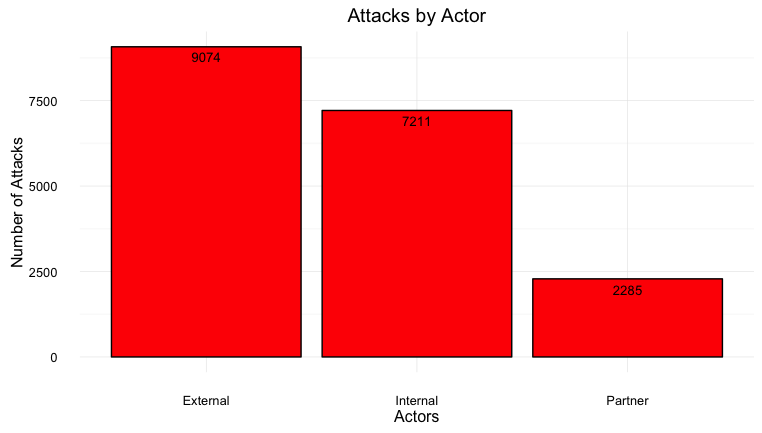 Attacks by Actor
Number of Attacks
7500
5000
2500
0
9074
7211
2285
External
Internal
Partner
Actors